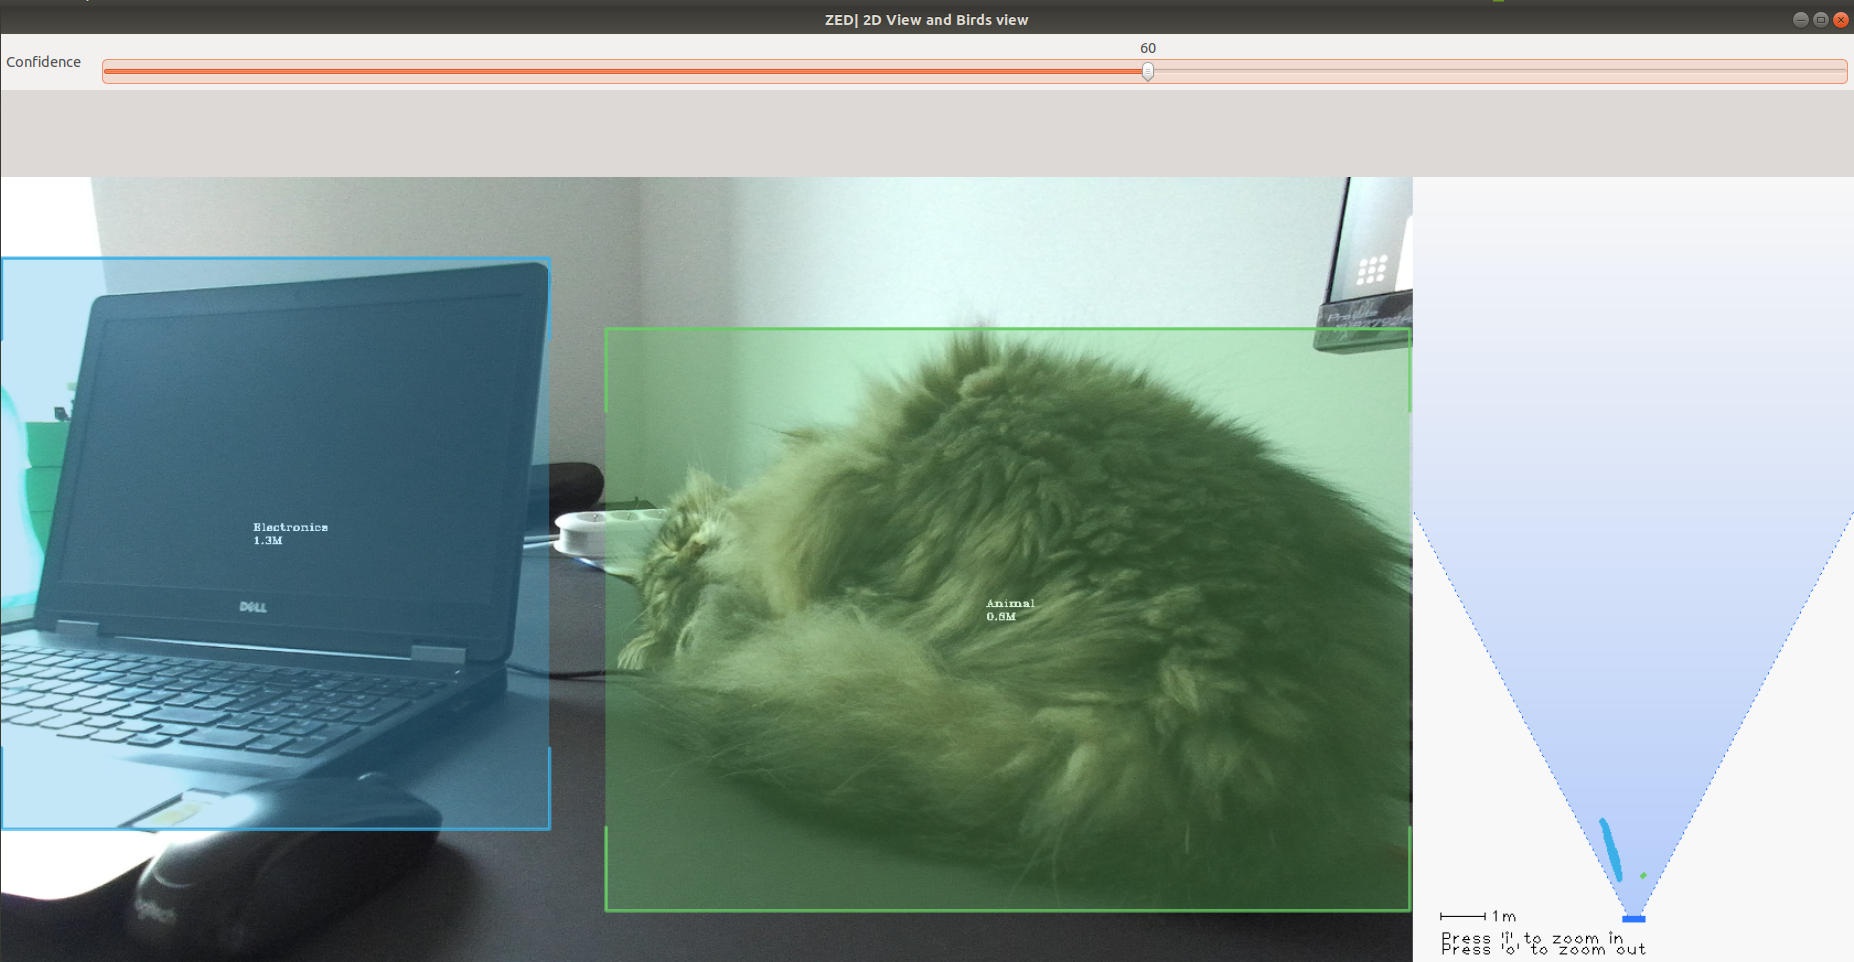 ZED| 2D View and Birds view
60
Confidence
Electronics
1.3M
DELL
Animal
0.8M
1m
Press 'i' to zoom in
Press 'o' to zoom out